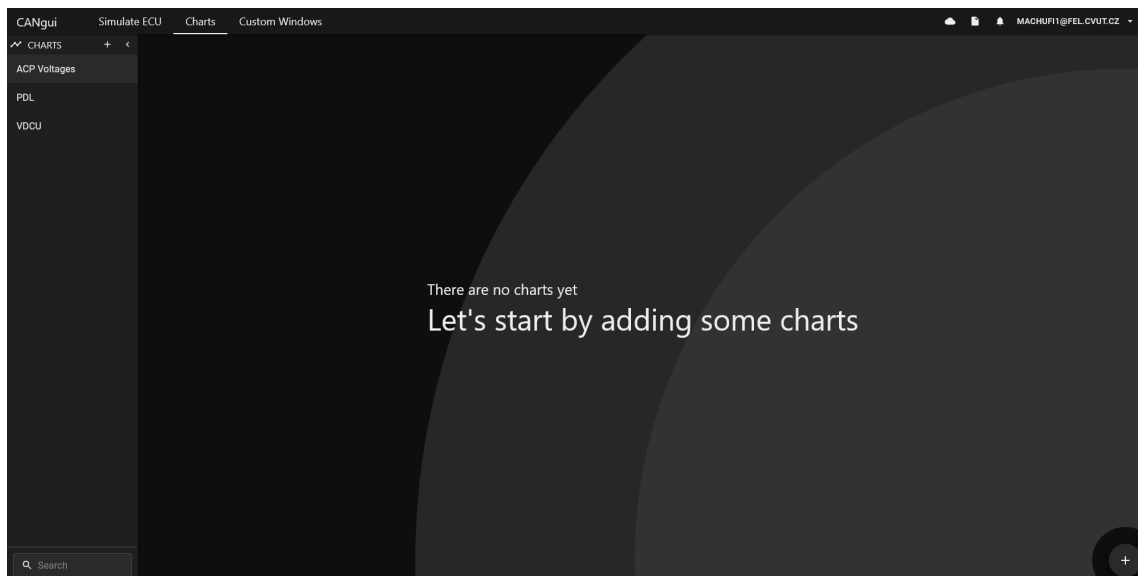 CANgui Simulate ECU Charts Custom Windows MACHUFI1@FEL.CVUT.CZ
CHARTS
ACP Voltages
PDL
VDCU
There are no charts yet
Let's start by adding some charts
Search